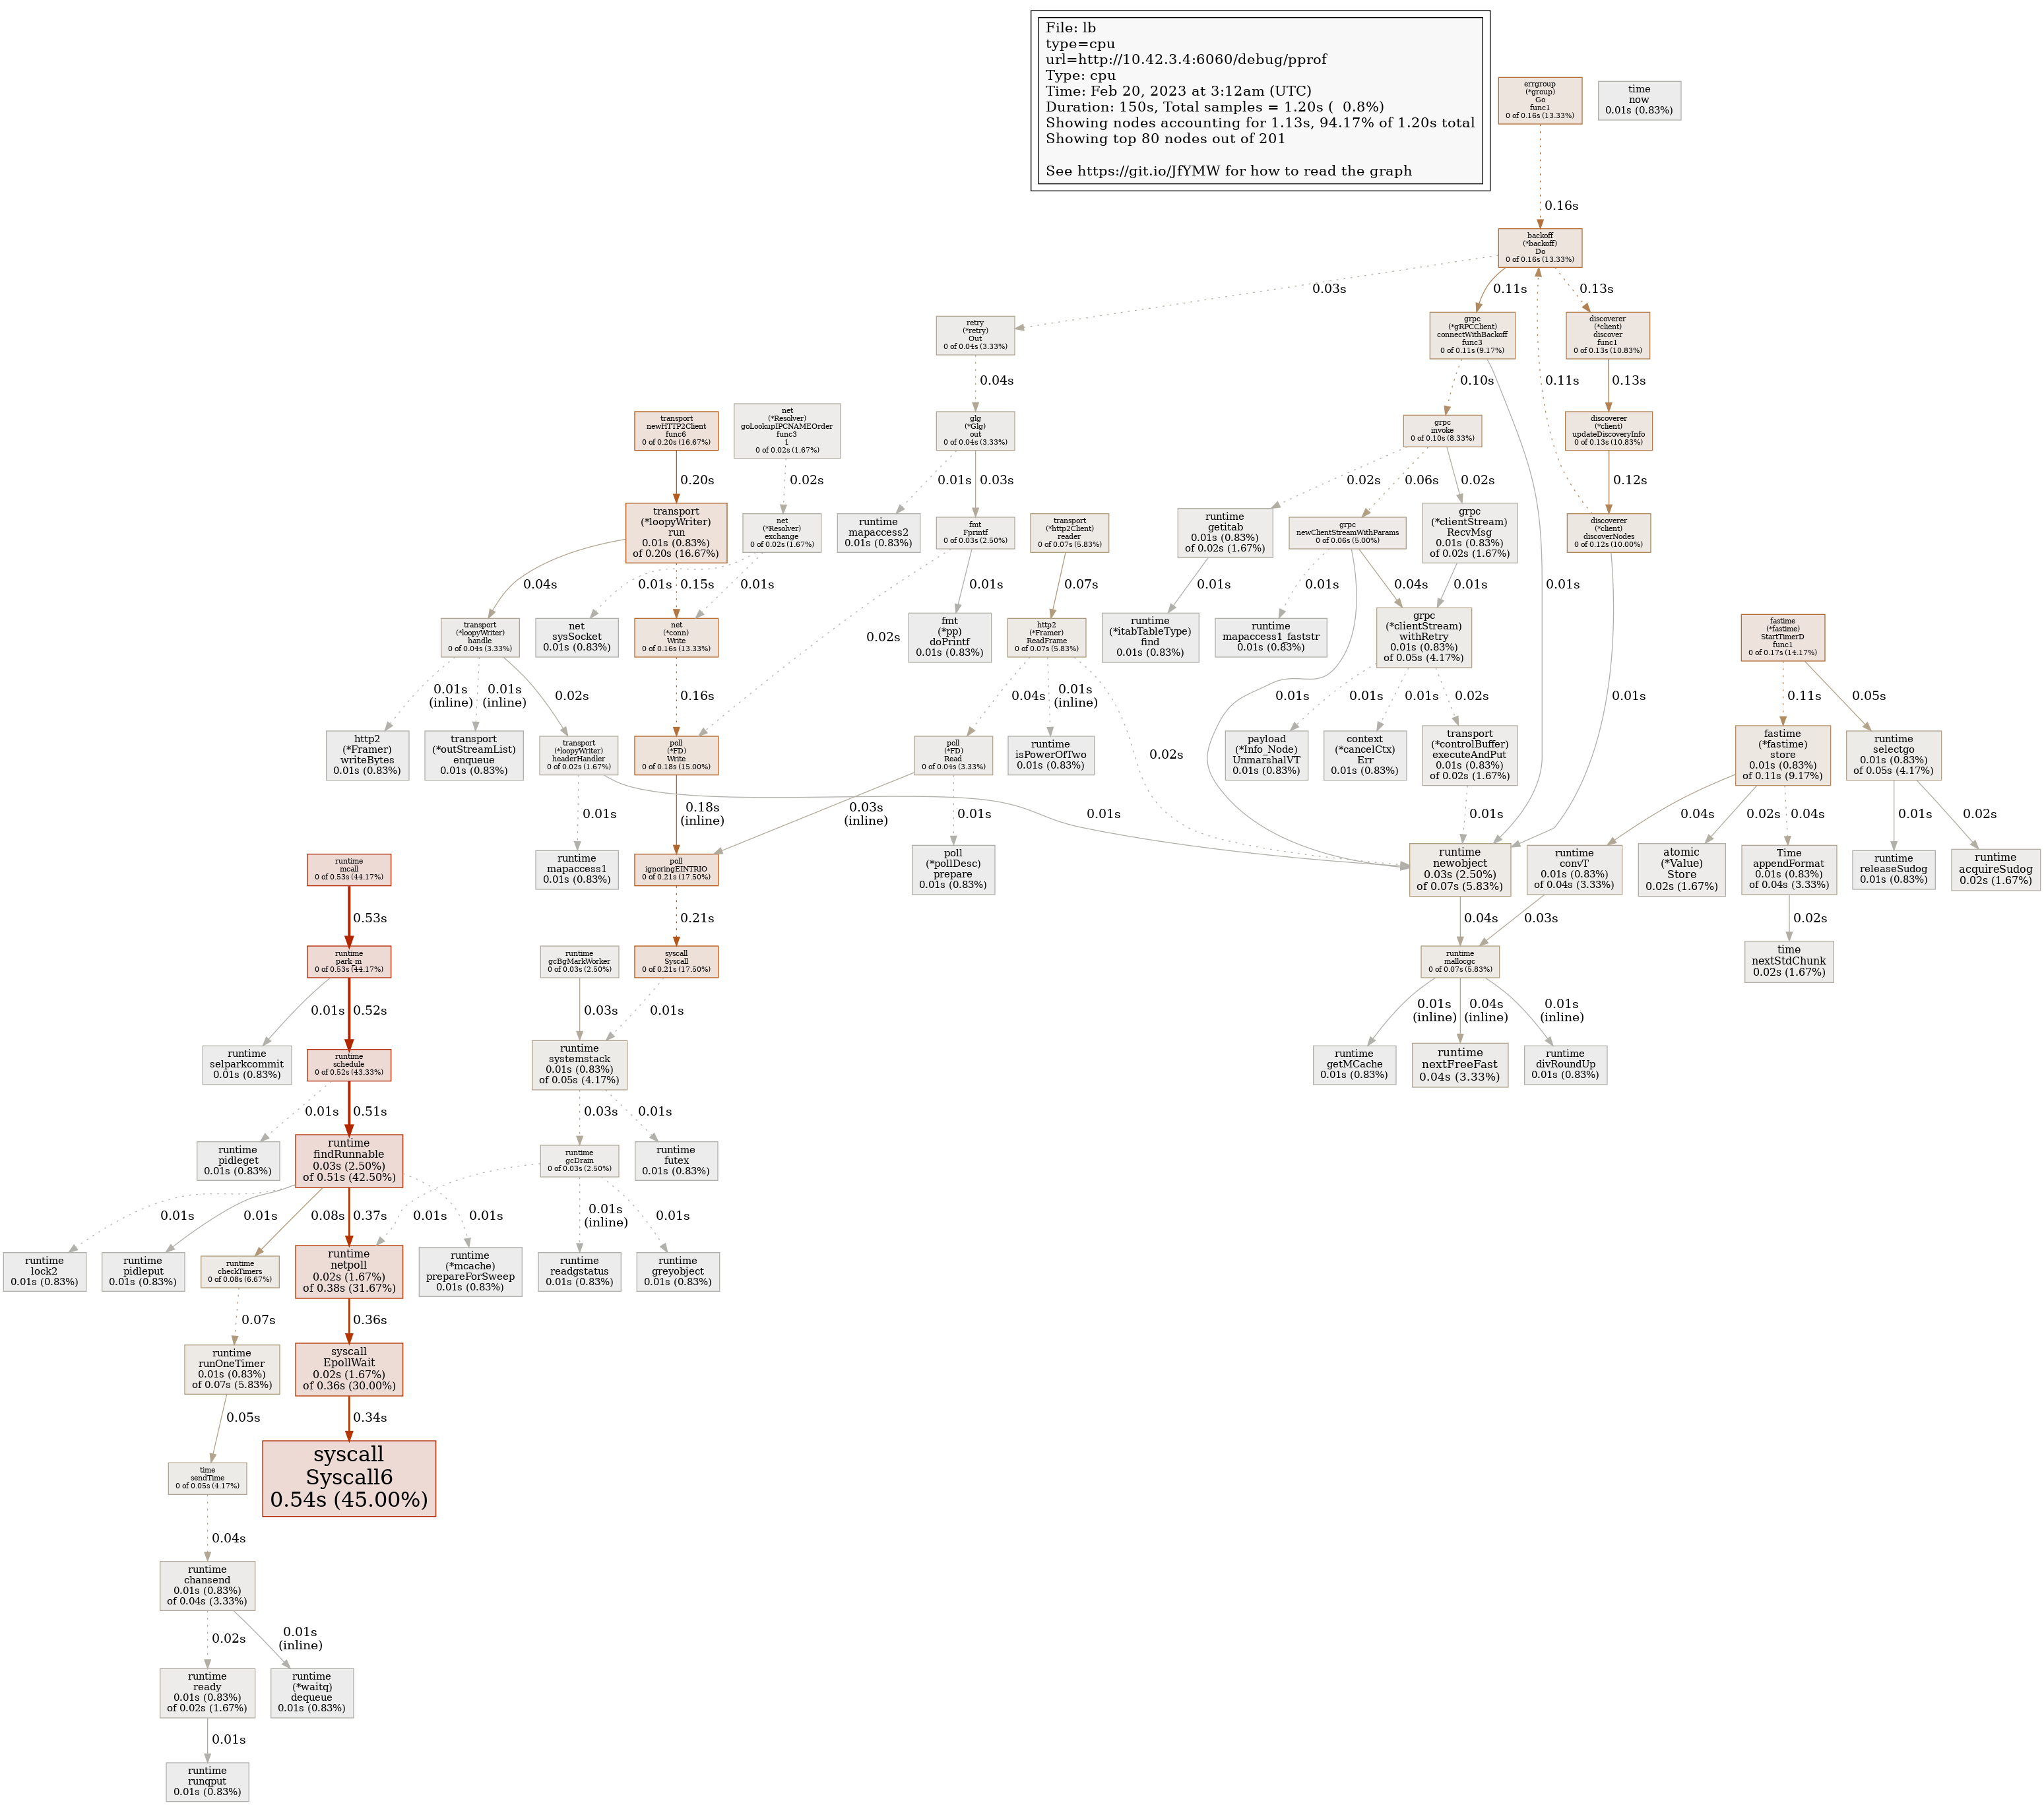 File: lb
type=cpu
url=http://10.42.3.4:6060/debug/pprof
Type: cpu
Time: Feb 20, 2023 at 3:12am (UTC)
Duration: 150s, Total samples = 1.20s ( 0.8%)
Showing nodes accounting for 1.13s, 94.17% of 1.20s total
Showing top 80 nodes out of 201
See https://git.io/JfYMW for how to read the graph
errgroup
(*group)
Go
func1
0 of 0.16s (13.33%)
time
now
0.01s (0.83%)
0.16s
backoff
(*backoff)
Do
0 of 0.16s (13.33%)
0.03s
0.11s
0.13s
retry
(*retry)
Out
0 of 0.04s (3.33%)
grpc
(*gRPCClient)
connectWithBackoff
func3
0 of 0.11s (9.17%)
discoverer
(*client)
discover
func1
0 of 0.13s (10.83%)
0.04s
0.10s
0.11s
0.13s
transport
newHTTP2Client
func6
0 of 0.20s (16.67%)
net
(*Resolver)
goLookupIPCNAMEOrder
func3
1
0 of 0.02s (1.67%)
glg
(*Glg)
out
0 of 0.04s (3.33%)
grpc
invoke
0 of 0.10s (8.33%)
discoverer
(*client)
updateDiscoveryInfo
0 of 0.13s (10.83%)
0.20s
0.02s
0.01s
0.03s
0.02s
0.06s
0.02s
0.12s
transport
(*loopyWriter)
run
0.01s (0.83%)
of 0.20s (16.67%)
net
(*Resolver)
exchange
0 of 0.02s (1.67%)
runtime
mapaccess2
0.01s (0.83%)
fmt
Fprintf
0 of 0.03s (2.50%)
transport
(*http2Client)
reader
0 of 0.07s (5.83%)
runtime
getitab
0.01s (0.83%)
of 0.02s (1.67%)
grpc
newClientStreamWithParams
0 of 0.06s (5.00%)
grpc
(*clientStream)
RecvMsg
0.01s (0.83%)
of 0.02s (1.67%)
discoverer
(*client)
discoverNodes
0 of 0.12s (10.00%)
0.04s
0.01s
0.15s
0.01s
0.01s
0.07s
0.01s
0.01s
0.04s
0.01s
0.01s
transport
(*loopyWriter)
handle
0 of 0.04s (3.33%)
net
sysSocket
0.01s (0.83%)
net
(*conn)
Write
0 of 0.16s (13.33%)
0.02s
fmt
(*pp)
doPrintf
0.01s (0.83%)
http2
(*Framer)
ReadFrame
0 of 0.07s (5.83%)
runtime
(*itabTableType)
find
0.01s (0.83%)
runtime
mapaccess1_faststr
0.01s (0.83%)
grpc
(*clientStream)
withRetry
0.01s (0.83%)
of 0.05s (4.17%)
fastime
(*fastime)
StartTimerD
func1
0 of 0.17s (14.17%)
0.01s
(inline)
0.01s
(inline)
0.02s
0.16s
0.04s
0.01s
(inline)
0.02s
0.01s
0.01s
0.01s
0.02s
0.01s
0.11s
0.05s
http2
(*Framer)
writeBytes
0.01s (0.83%)
transport
(*outStreamList)
enqueue
0.01s (0.83%)
transport
(*loopyWriter)
headerHandler
0 of 0.02s (1.67%)
poll
(*FD)
Write
0 of 0.18s (15.00%)
poll
(*FD)
Read
0 of 0.04s (3.33%)
runtime
isPowerOfTwo
0.01s (0.83%)
payload
(*Info_Node)
UnmarshalVT
0.01s (0.83%)
context
(*cancelCtx)
Err
0.01s (0.83%)
transport
(*controlBuffer)
executeAndPut
0.01s (0.83%)
of 0.02s (1.67%)
fastime
(*fastime)
store
0.01s (0.83%)
of 0.11s (9.17%)
runtime
selectgo
0.01s (0.83%)
of 0.05s (4.17%)
0.01s
0.18s
(inline)
0.03s
(inline)
0.01s
0.01s
0.01s
0.04s
0.02s
0.04s
0.01s
0.02s
runtime
mcall
0 of 0.53s (44.17%)
runtime
mapaccess1
0.01s (0.83%)
poll
ignoringEINTRIO
0 of 0.21s (17.50%)
poll
(*pollDesc)
prepare
0.01s (0.83%)
runtime
newobject
0.03s (2.50%)
of 0.07s (5.83%)
runtime
convT
0.01s (0.83%)
of 0.04s (3.33%)
atomic
(*Value)
Store
0.02s (1.67%)
Time
appendFormat
0.01s (0.83%)
of 0.04s (3.33%)
runtime
releaseSudog
0.01s (0.83%)
runtime
acquireSudog
0.02s (1.67%)
0.53s
0.21s
0.04s
0.03s
0.02s
runtime
park_m
0 of 0.53s (44.17%)
runtime
gcBgMarkWorker
0 of 0.03s (2.50%)
syscall
Syscall
0 of 0.21s (17.50%)
runtime
mallocgc
0 of 0.07s (5.83%)
time
nextStdChunk
0.02s (1.67%)
0.01s
0.52s
0.03s
0.01s
0.01s
(inline)
0.04s
(inline)
0.01s
(inline)
runtime
selparkcommit
0.01s (0.83%)
runtime
schedule
0 of 0.52s (43.33%)
runtime
systemstack
0.01s (0.83%)
of 0.05s (4.17%)
runtime
getMCache
0.01s (0.83%)
runtime
nextFreeFast
0.04s (3.33%)
runtime
divRoundUp
0.01s (0.83%)
0.01s
0.51s
0.03s
0.01s
runtime
pidleget
0.01s (0.83%)
runtime
findRunnable
0.03s (2.50%)
of 0.51s (42.50%)
runtime
gcDrain
0 of 0.03s (2.50%)
runtime
futex
0.01s (0.83%)
0.01s
0.01s
0.08s
0.37s
0.01s
0.01s
0.01s
(inline)
0.01s
runtime
lock2
0.01s (0.83%)
runtime
pidleput
0.01s (0.83%)
runtime
checkTimers
0 of 0.08s (6.67%)
runtime
netpoll
0.02s (1.67%)
of 0.38s (31.67%)
runtime
(*mcache)
prepareForSweep
0.01s (0.83%)
runtime
readgstatus
0.01s (0.83%)
runtime
greyobject
0.01s (0.83%)
0.07s
0.36s
runtime
runOneTimer
0.01s (0.83%)
of 0.07s (5.83%)
syscall
EpollWait
0.02s (1.67%)
of 0.36s (30.00%)
0.05s
0.34s
time
sendTime
0 of 0.05s (4.17%)
syscall
Syscall6
0.54s (45.00%)
0.04s
runtime
chansend
0.01s (0.83%)
of 0.04s (3.33%)
0.02s
0.01s
(inline)
runtime
ready
0.01s (0.83%)
of 0.02s (1.67%)
runtime
(*waitq)
dequeue
0.01s (0.83%)
0.01s
runtime
runqput
0.01s (0.83%)